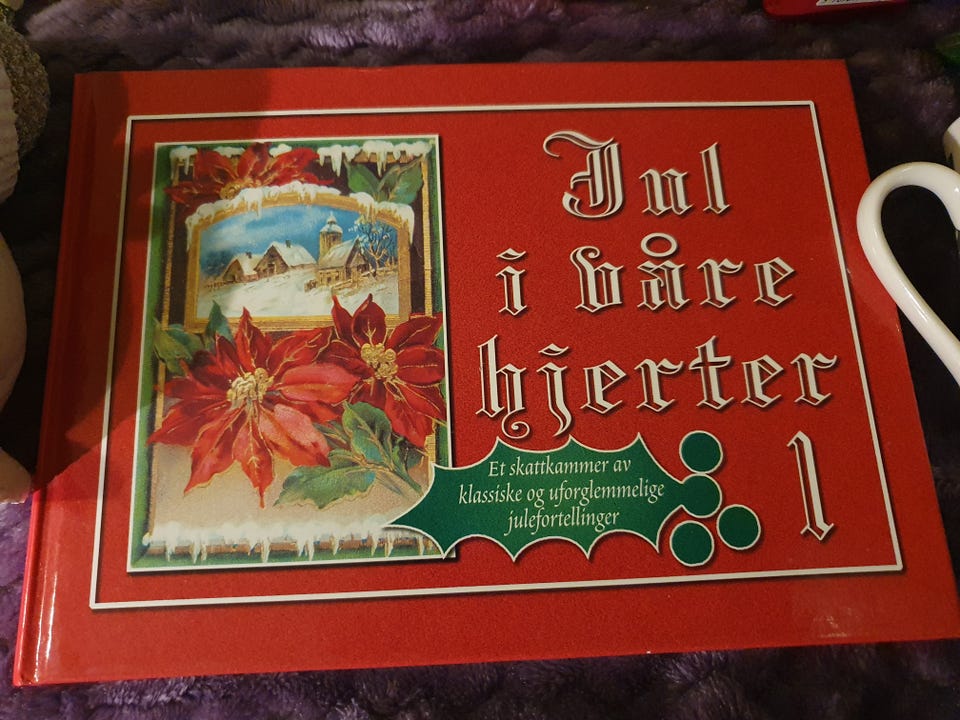 Jul
i våre
hjerter
1
Et skattkammer av
klassiske og uforglemmelige
julefortellinger